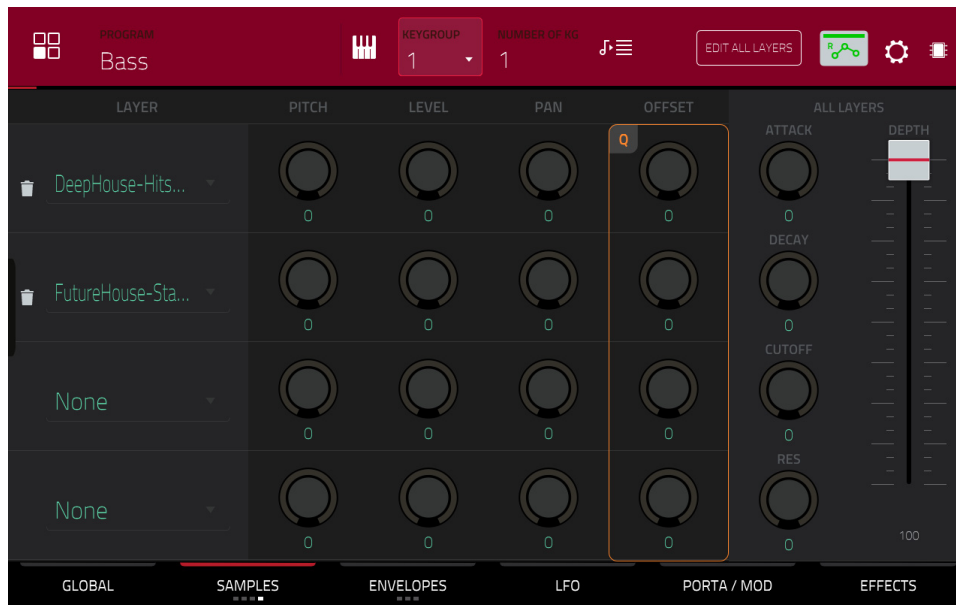 PROGRAM KEYGROUP NUMBER OF KG
Bass 1 1 EDIT ALL LAYERS R
LAYER PITCH LEVEL PAN OFFSET ALL LAYERS
ATTACK DEPTH
Q
DeepHouse-Hits...
0 0 0 0 0
DECAY
FutureHouse-Sta...
0 0 0 0 0
CUTOFF
None
0 0 0 0 0
RES
None
100
0 0 0 0 0
GLOBAL SAMPLES ENVELOPES LFO PORTA / MOD EFFECTS